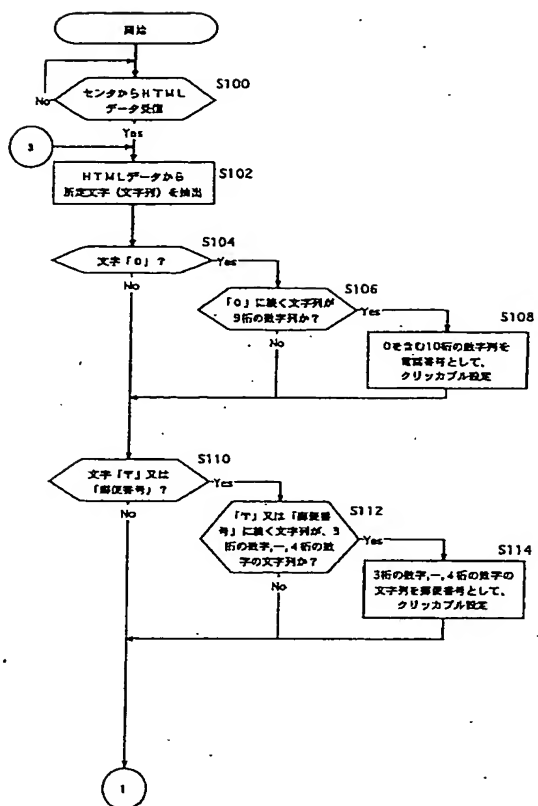 開始
S100
センタからHTML
データ受信
No
Yes
3
S102
HTMLデータから
所定文字(文字列)を抽出
S104
文字「0」?
Yes
No
S106
「0」に続く文字列が
9桁の数字列か?
Yes
No
S108
0を含む10桁の数字列を
電話番号として、
クリッカブル設定
S110
文字「〒」又は
「郵便番号」?
Yes
No
S112
「〒」又は「郵便番
号」に続く文字列が、3
桁の数字,ー,4桁の数
字の文字列か?
Yes
No
S114
3桁の数字,ー,4桁の数字の
文字列を郵便番号として、
クリッカブル設定
1